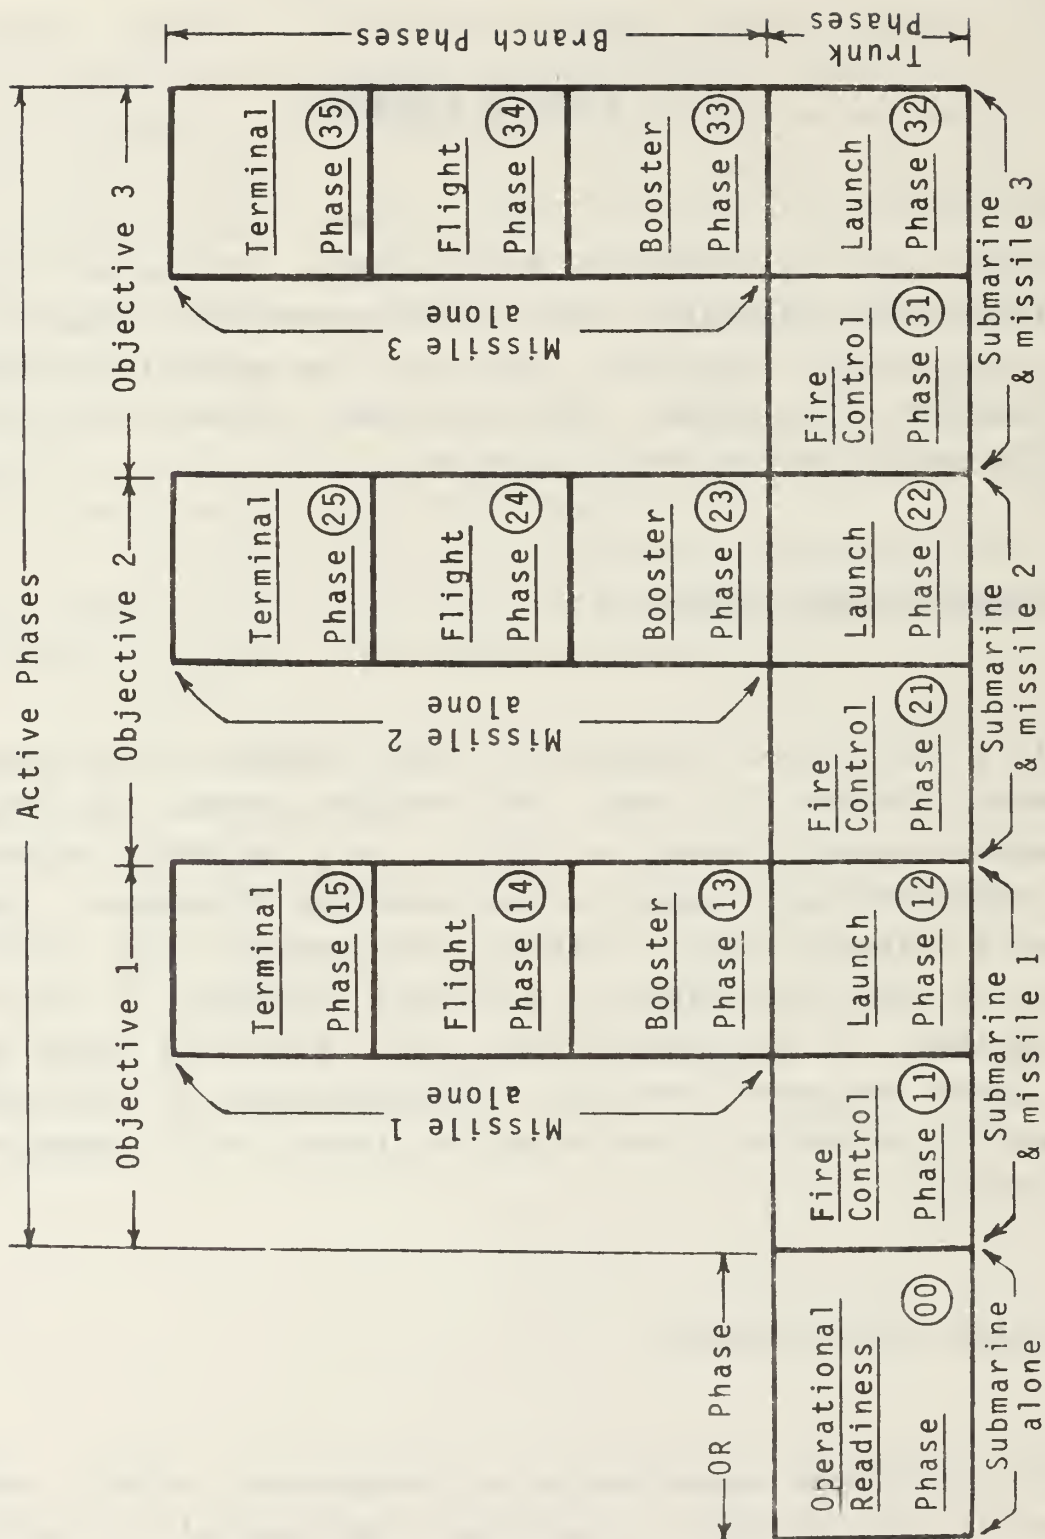 Active Phases
Objective 1
Objective 2
Objective 3
OR Phase
Terminal
Phase 15
Flight
Phase 14
Booster
Phase 13
Missile 1
alone
Terminal
Phase 25
Flight
Phase 24
Booster
Phase 23
Missile 2
alone
Terminal
Phase 35
Flight
Phase 34
Booster
Phase 33
Missile 3
alone
Branch Phases
Trunk
Phases
Operational
Readiness
Phase 00
Fire
Control
Phase 11
Launch
Phase 12
Fire
Control
Phase 21
Launch
Phase 22
Fire
Control
Phase 31
Launch
Phase 32
Submarine
alone
Submarine
& missile 1
Submarine
& missile 2
Submarine
& missile 3